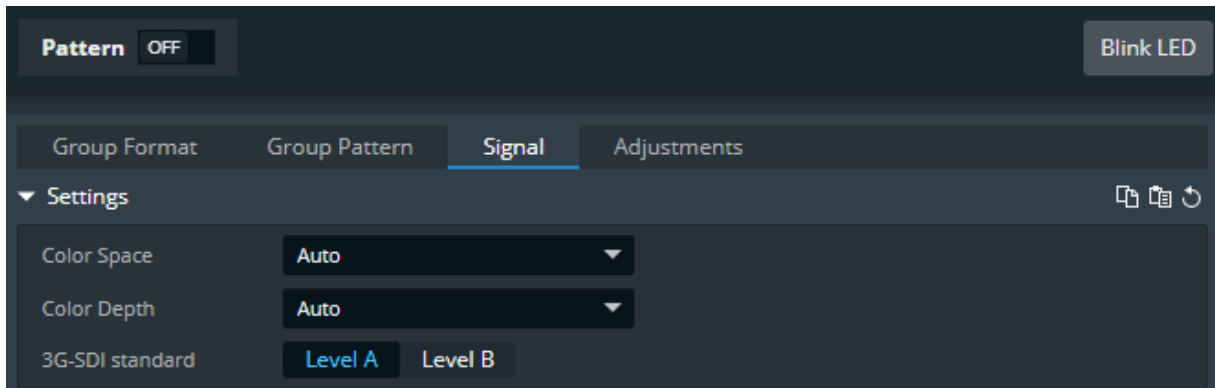 Pattern OFF Blink LED
Group Format Group Pattern Signal Adjustments
Settings
Color Space Auto
Color Depth Auto
3G-SDI standard Level A Level B